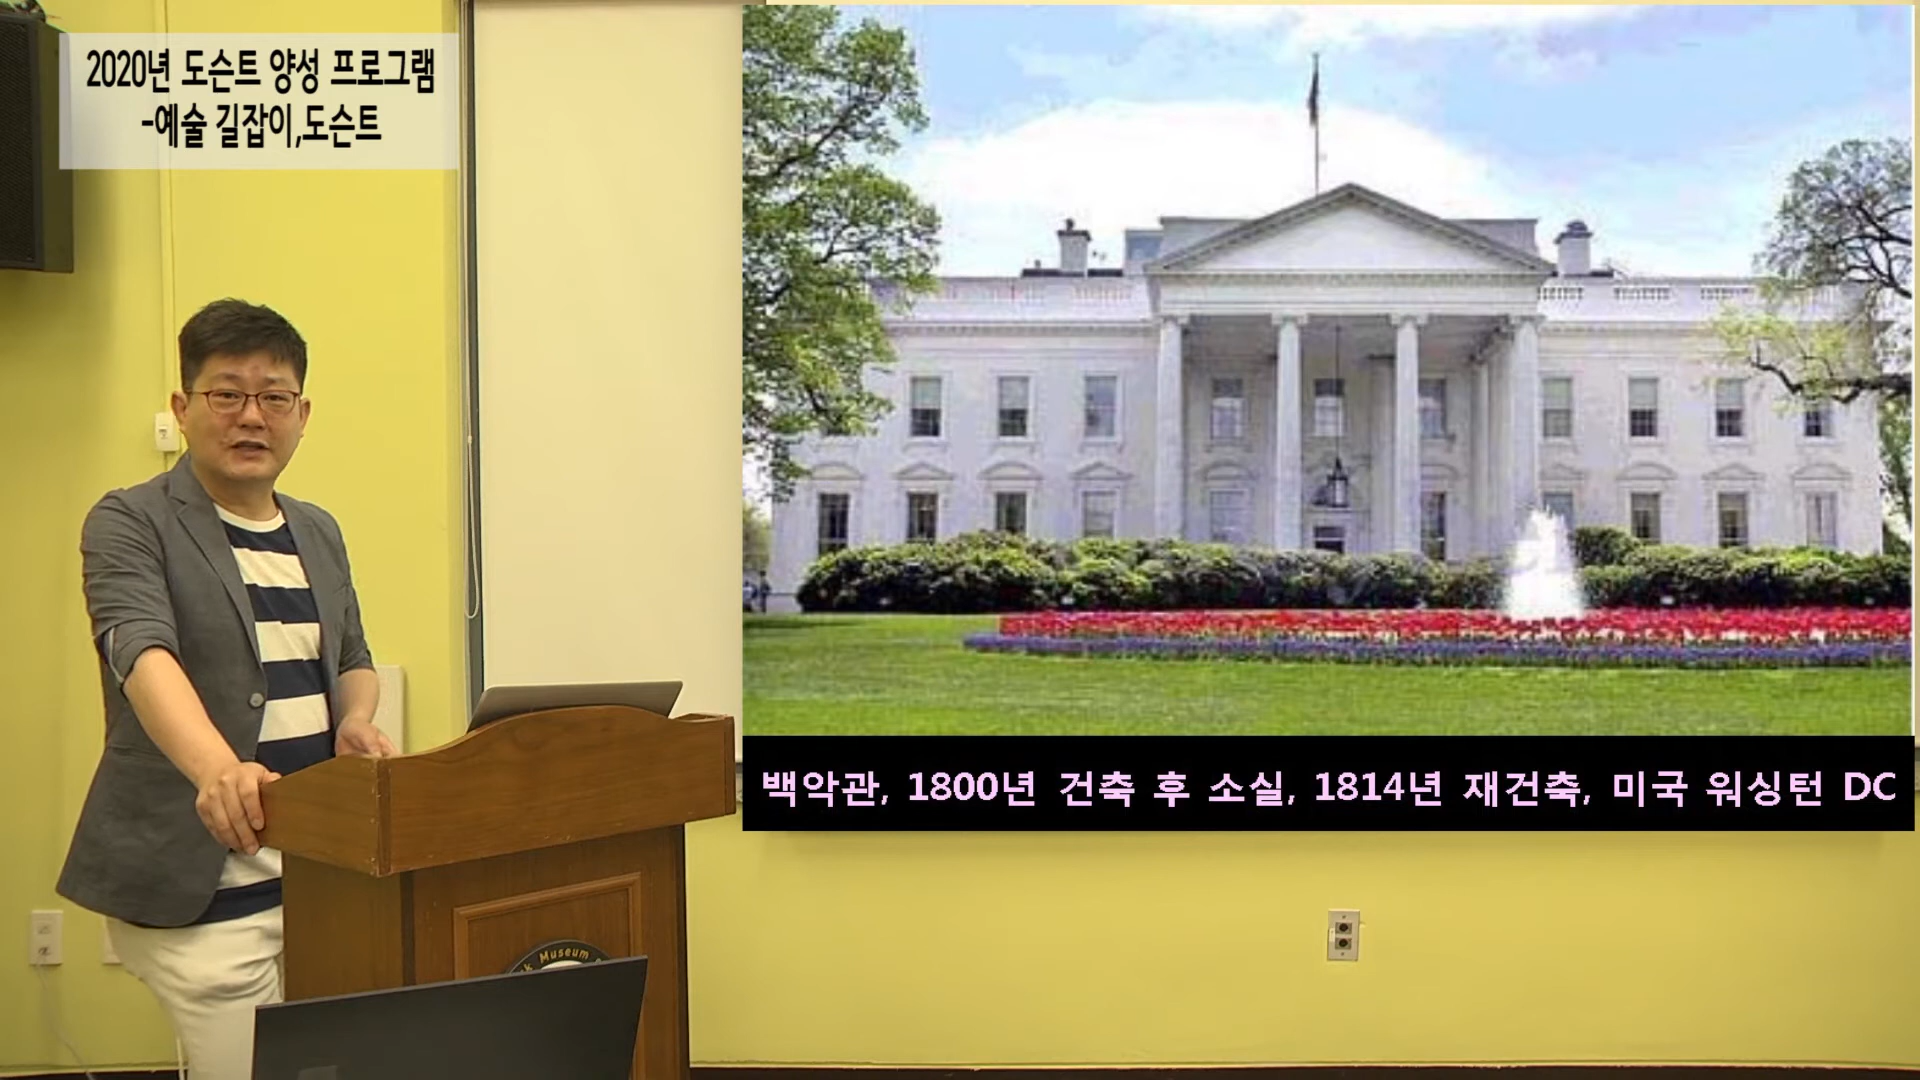 2020년 도슨트 양성 프로그램
-예술 길잡이,도슨트
백악관, 1800년 건축 후 소실, 1814년 재건축, 미국 워싱턴 DC
Museum